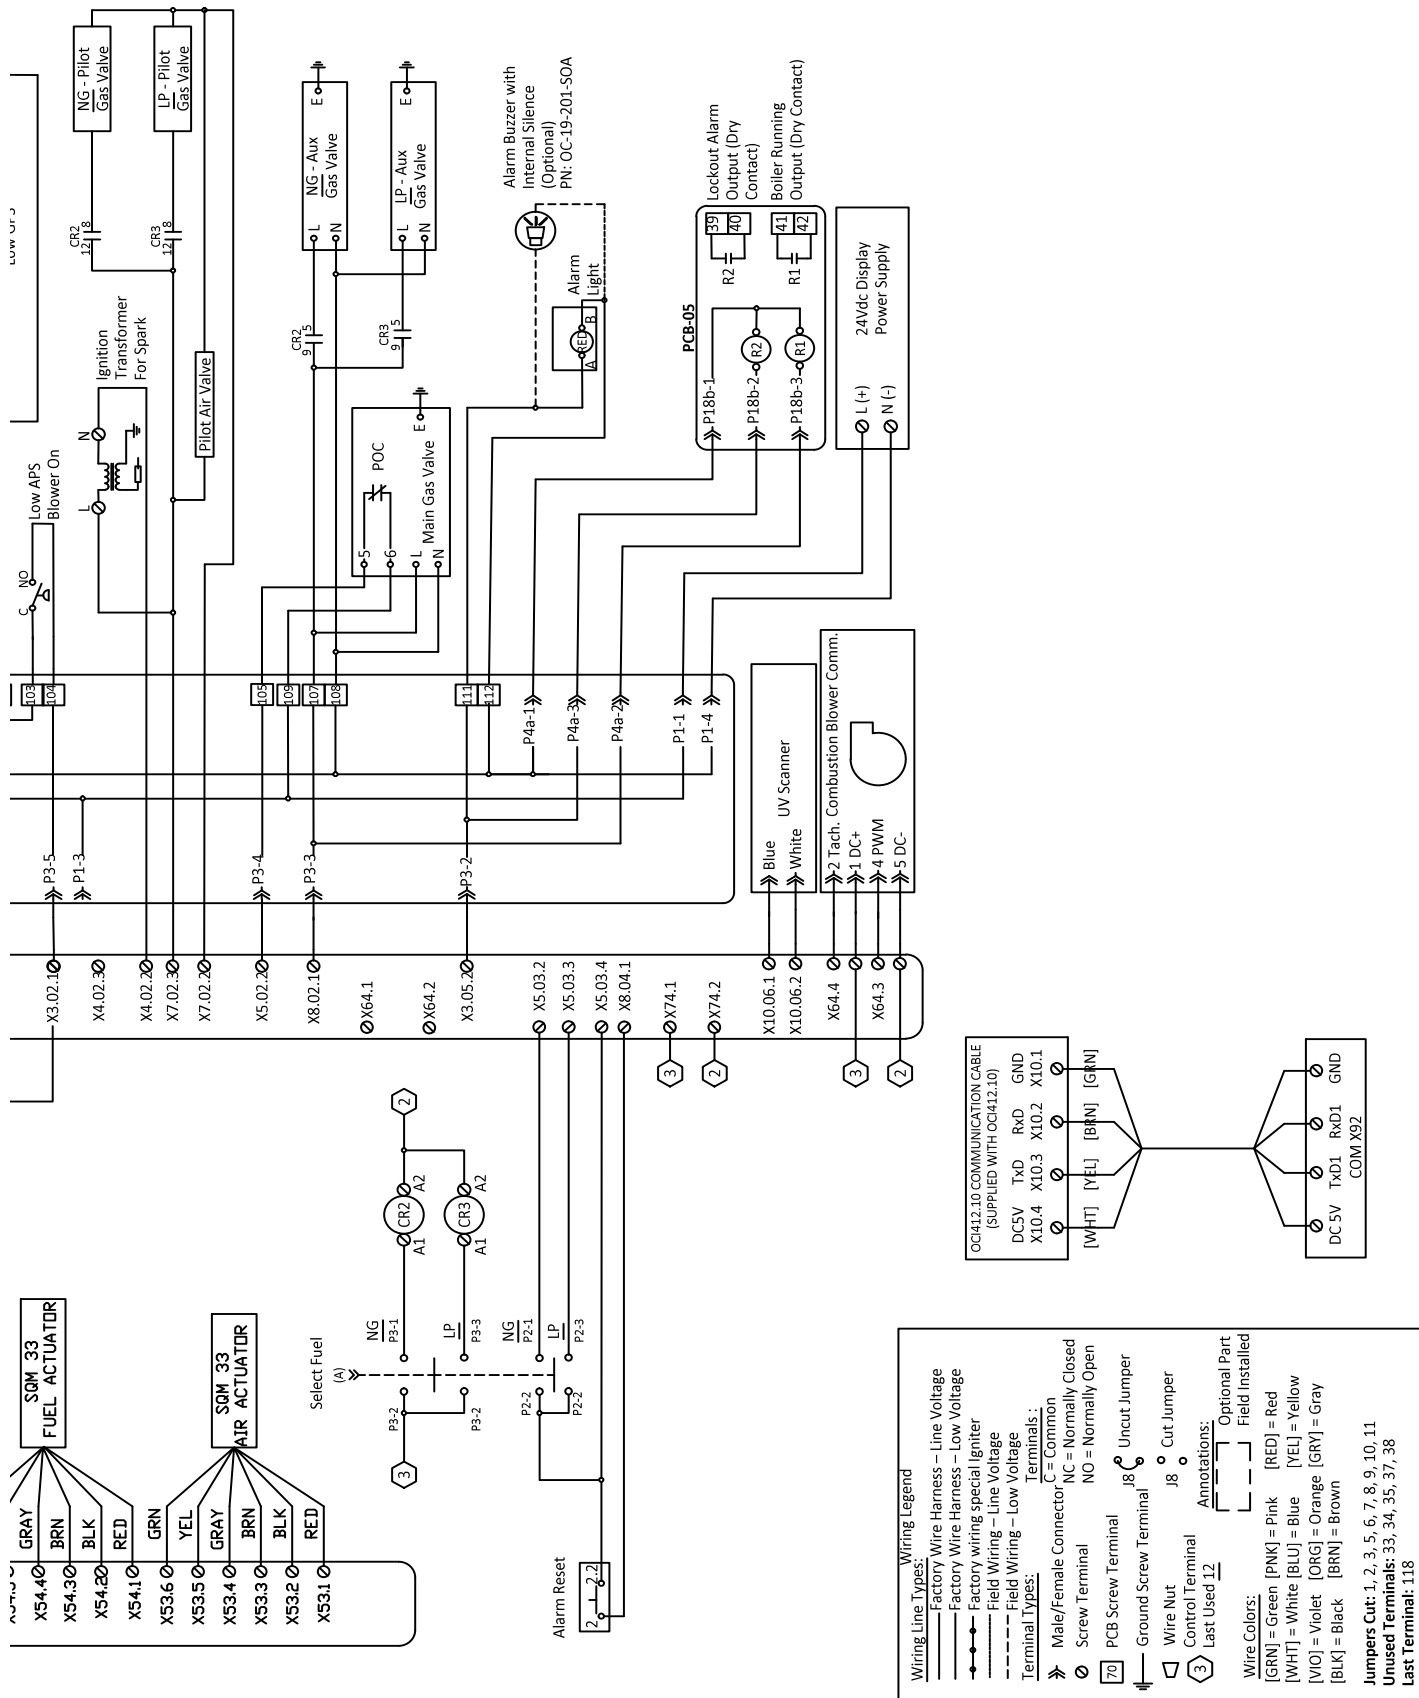 NG - Pilot
Gas Valve
LP - Pilot
Gas Valve
CR2
12
8
CR3
12
8
Ignition
Transformer
For Spark
L
N
Pilot Air Valve
Low APS
Blower On
C
NO
NG - Aux
Gas Valve
L
N
E
LP - Aux
Gas Valve
L
N
E
CR2
9
5
CR3
9
5
POC
Main Gas Valve
5
6
L
N
E
Alarm Buzzer with
Internal Silence
(Optional)
PN: OC-19-201-SOA
Alarm
Light
A
RED
B
PCB-05
Lockout Alarm
Output (Dry
Contact)
Boiler Running
Output (Dry Contact)
39
40
41
42
R2
R1
R2
R1
P18b-1
P18b-2
P18b-3
24Vdc Display
Power Supply
L (+)
N (-)
103
104
105
109
107
108
111
112
P4a-1
P4a-3
P4a-2
P1-1
P1-4
P3-5
P1-3
P3-4
P3-3
P3-2
UV Scanner
Blue
White
Combustion Blower Comm.
2 Tach.
1 DC+
4 PWM
5 DC-
X3.02.1
X4.02.3
X4.02.2
X7.02.3
X7.02.2
X5.02.2
X8.02.1
X64.1
X64.2
X3.05.2
X5.03.2
X5.03.3
X5.03.4
X8.04.1
X74.1
X74.2
X10.06.1
X10.06.2
X64.4
X64.3
3
2
3
2
2
CR2
A1
A2
CR3
A1
A2
Select Fuel
(A)
NG
P3-1
LP
P3-3
NG
P2-1
LP
P2-3
P3-2
P3-2
P2-2
P2-2
3
Alarm Reset
2
2.2
SQM 33
FUEL ACTUATOR
SQM 33
AIR ACTUATOR
GRAY
BRN
BLK
RED
GRN
YEL
GRAY
BRN
BLK
RED
X54.4
X54.3
X54.2
X54.1
X53.6
X53.5
X53.4
X53.3
X53.2
X53.1
OCI412.10 COMMUNICATION CABLE
(SUPPLIED WITH OCI412.10)
DC5V TxD RxD GND
X10.4 X10.3 X10.2 X10.1
[WHT] [YEL] [BRN] [GRN]
DC 5V TxD1 RxD1 GND
COM X92
Wiring Legend
Wiring Line Types:
Factory Wire Harness – Line Voltage
Factory Wire Harness – Low Voltage
Factory wiring special Igniter
Field Wiring – Line Voltage
Field Wiring – Low Voltage
Terminal Types:
Male/Female Connector
Screw Terminal
70
PCB Screw Terminal
Ground Screw Terminal
Wire Nut
3
Control Terminal
Last Used 12
Terminals :
C = Common
NC = Normally Closed
NO = Normally Open
J8
Uncut Jumper
J8
Cut Jumper
Annotations:
Optional Part
Field Installed
Wire Colors:
[GRN] = Green [PNK] = Pink [RED] = Red
[WHT] = White [BLU] = Blue [YEL] = Yellow
[VIO] = Violet [ORG] = Orange [GRY] = Gray
[BLK] = Black [BRN] = Brown
Jumpers Cut: 1, 2, 3, 5, 6, 7, 8, 9, 10, 11
Unused Terminals: 33, 34, 35, 37, 38
Last Terminal: 118